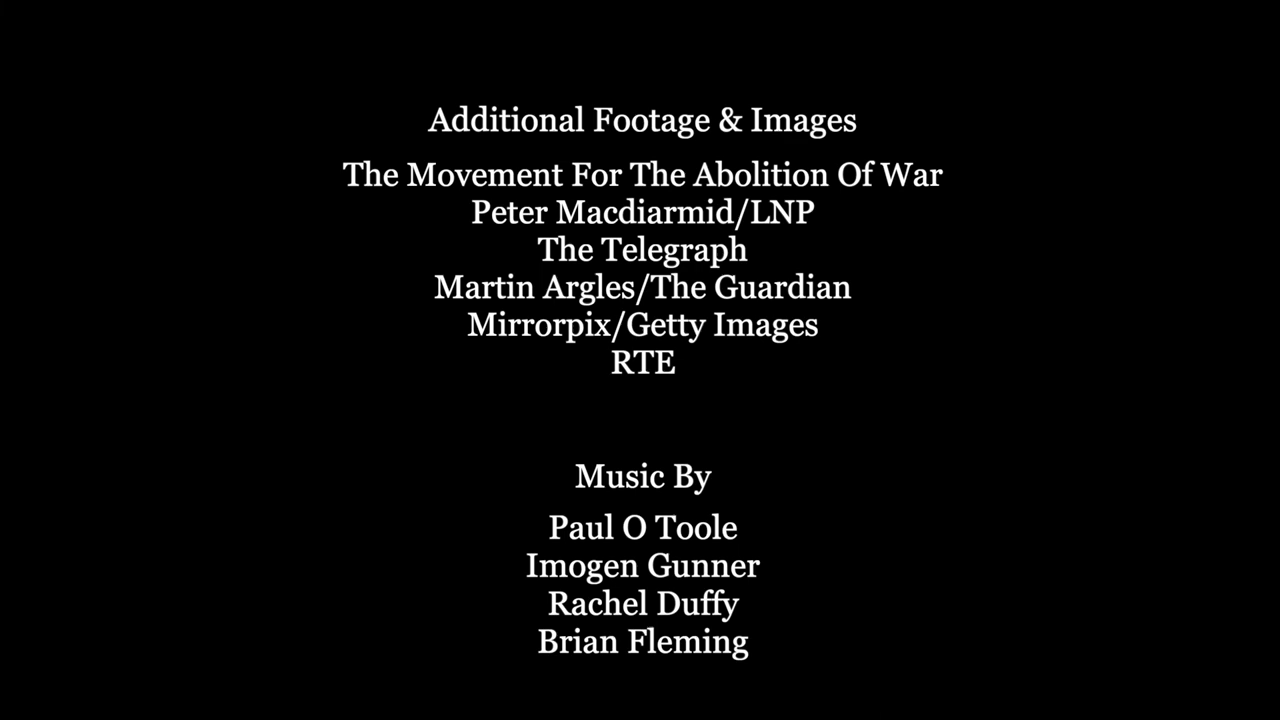 Additional Footage & Images
The Movement For The Abolition Of War
Peter Macdiarmid/LNP
The Telegraph
Martin Argles/The Guardian
Mirrorpix/Getty Images
RTE
Music By
Paul O Toole
Imogen Gunner
Rachel Duffy
Brian Fleming